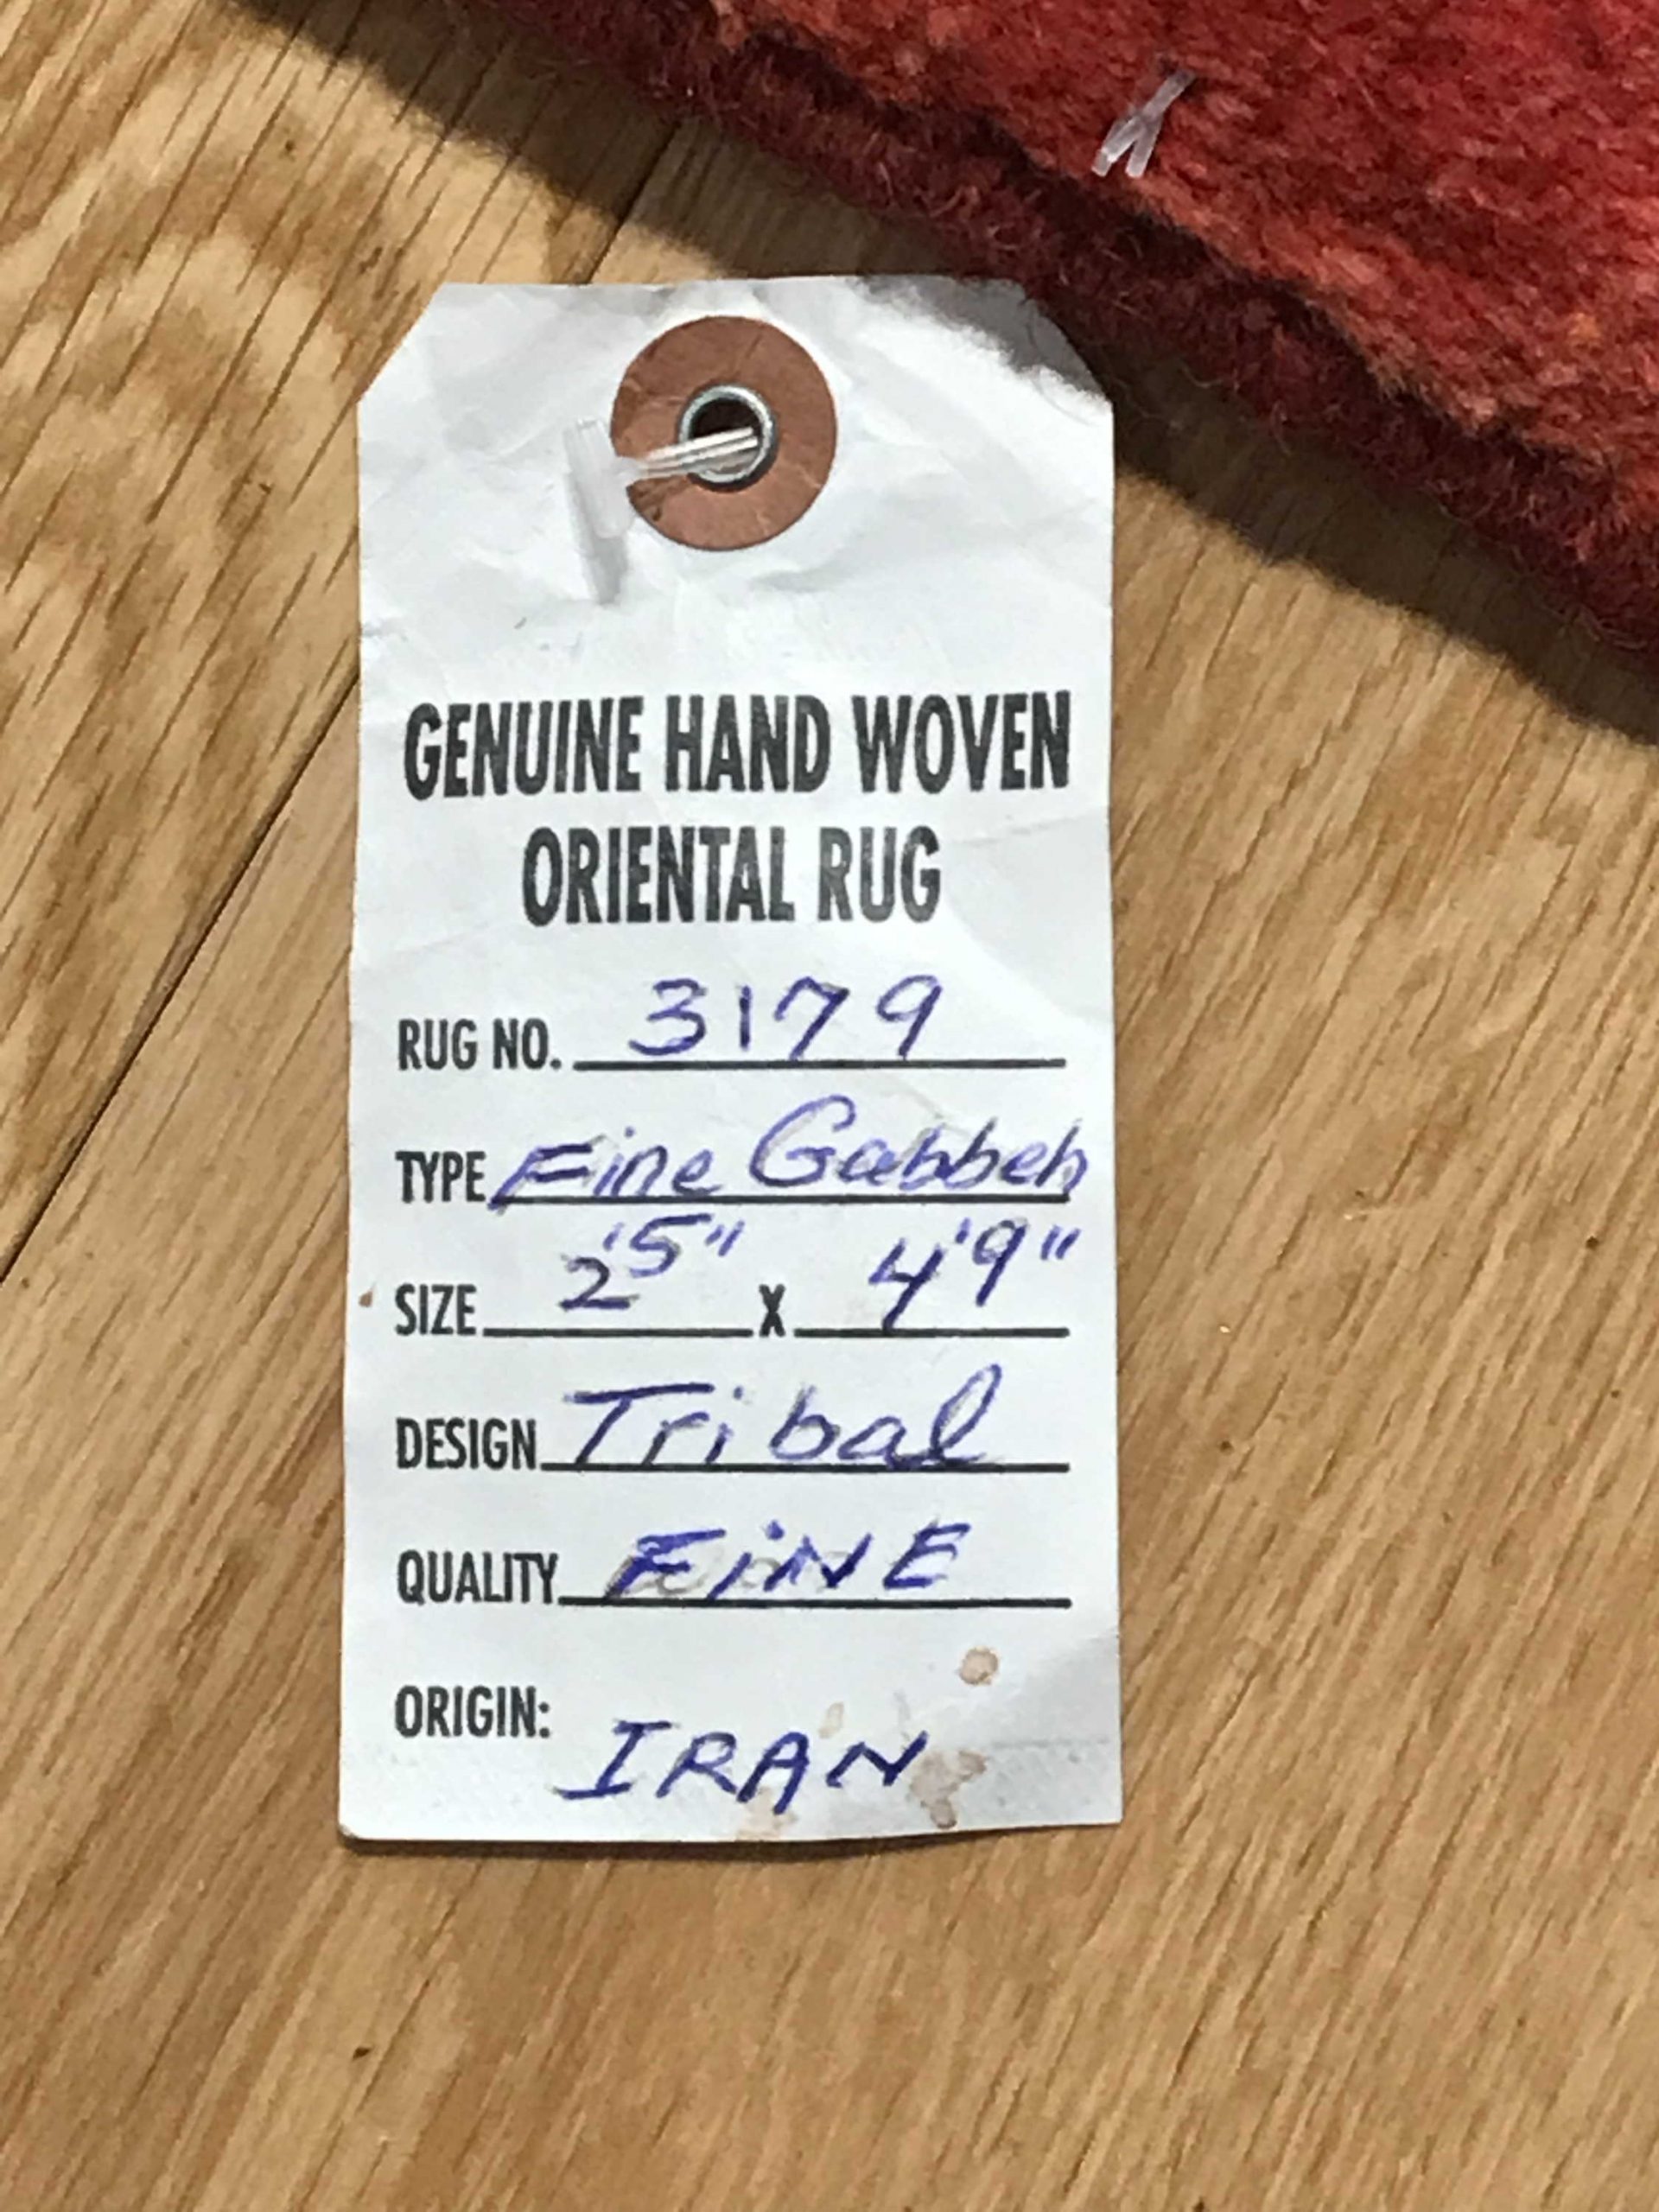 GENUINE HAND WOVEN
ORIENTAL RUG
RUG NO. 3179
TYPE Fine Gabbeh
SIZE 2'5" X 4'9"
DESIGN Tribal
QUALITY FiNE
ORIGIN: IRAN